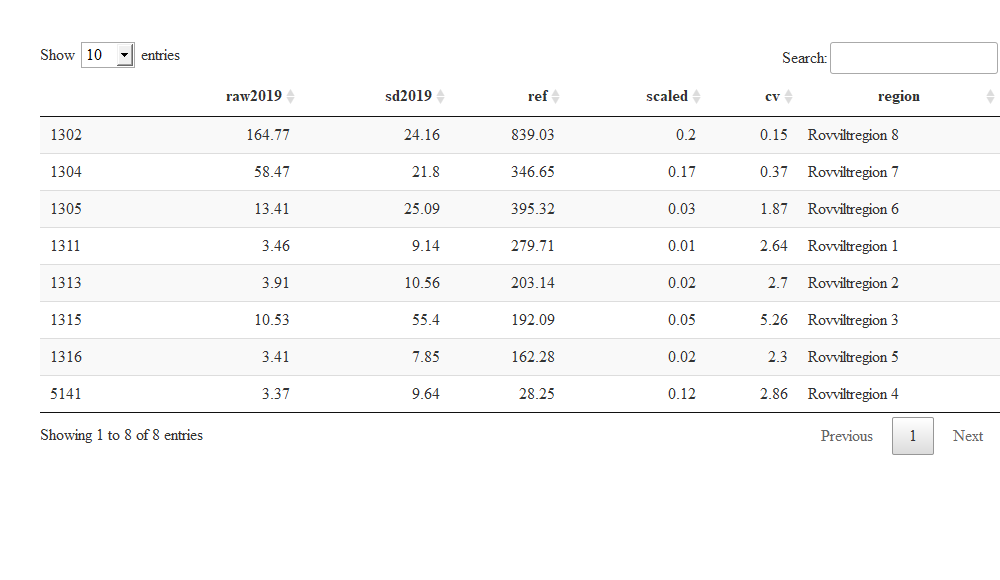 Show 10 entries Search:
raw2019 sd2019 ref scaled cv region
1302 164.77 24.16 839.03 0.2 0.15 Rovviltregion 8
1304 58.47 21.8 346.65 0.17 0.37 Rovviltregion 7
1305 13.41 25.09 395.32 0.03 1.87 Rovviltregion 6
1311 3.46 9.14 279.71 0.01 2.64 Rovviltregion 1
1313 3.91 10.56 203.14 0.02 2.7 Rovviltregion 2
1315 10.53 55.4 192.09 0.05 5.26 Rovviltregion 3
1316 3.41 7.85 162.28 0.02 2.3 Rovviltregion 5
5141 3.37 9.64 28.25 0.12 2.86 Rovviltregion 4
Showing 1 to 8 of 8 entries Previous 1 Next